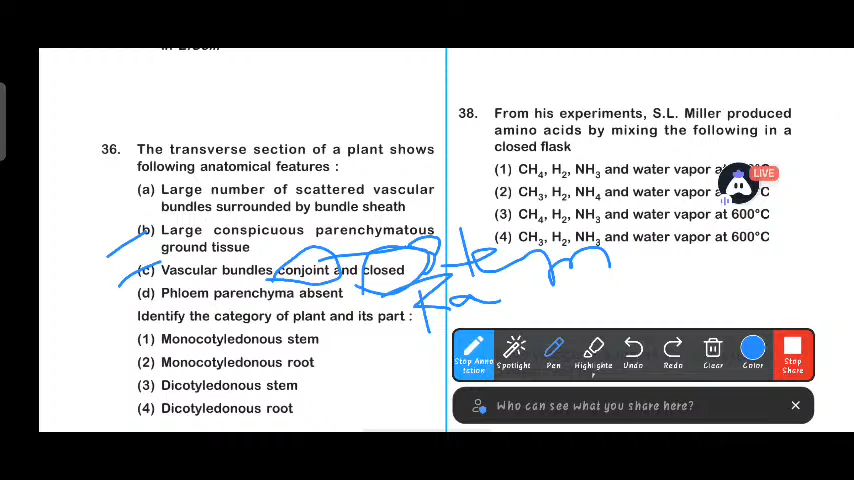 36. The transverse section of a plant shows
following anatomical features :
(a) Large number of scattered vascular
bundles surrounded by bundle sheath
(b) Large conspicuous parenchymatous
ground tissue
(c) Vascular bundles conjoint and closed
(d) Phloem parenchyma absent
Identify the category of plant and its part :
(1) Monocotyledonous stem
(2) Monocotyledonous root
(3) Dicotyledonous stem
(4) Dicotyledonous root
stem
Ka
38. From his experiments, S.L. Miller produced
amino acids by mixing the following in a
closed flask
(1) CH₄, H₂, NH₃ and water vapor at
(2) CH₃, H₂, NH₄ and water vapor
(3) CH₄, H₂, NH₃ and water vapor at 600°C
(4) CH₃, H₂, NH₃ and water vapor at 600°C
LIVE
Stop Annotation
Spotlight
Pen
Highlighter
Undo
Redo
Clear
Color
Stop Share
Who can see what you share here?